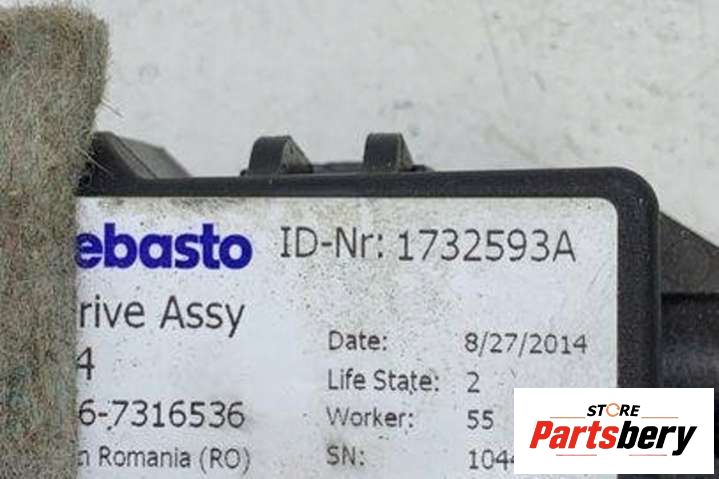 ebasto ID-Nr: 1732593A
rive Assy
4
Date: 8/27/2014
Life State: 2
6-7316536
Worker: 55
n Romania (RO)
SN: 104
STORE
Partsbery